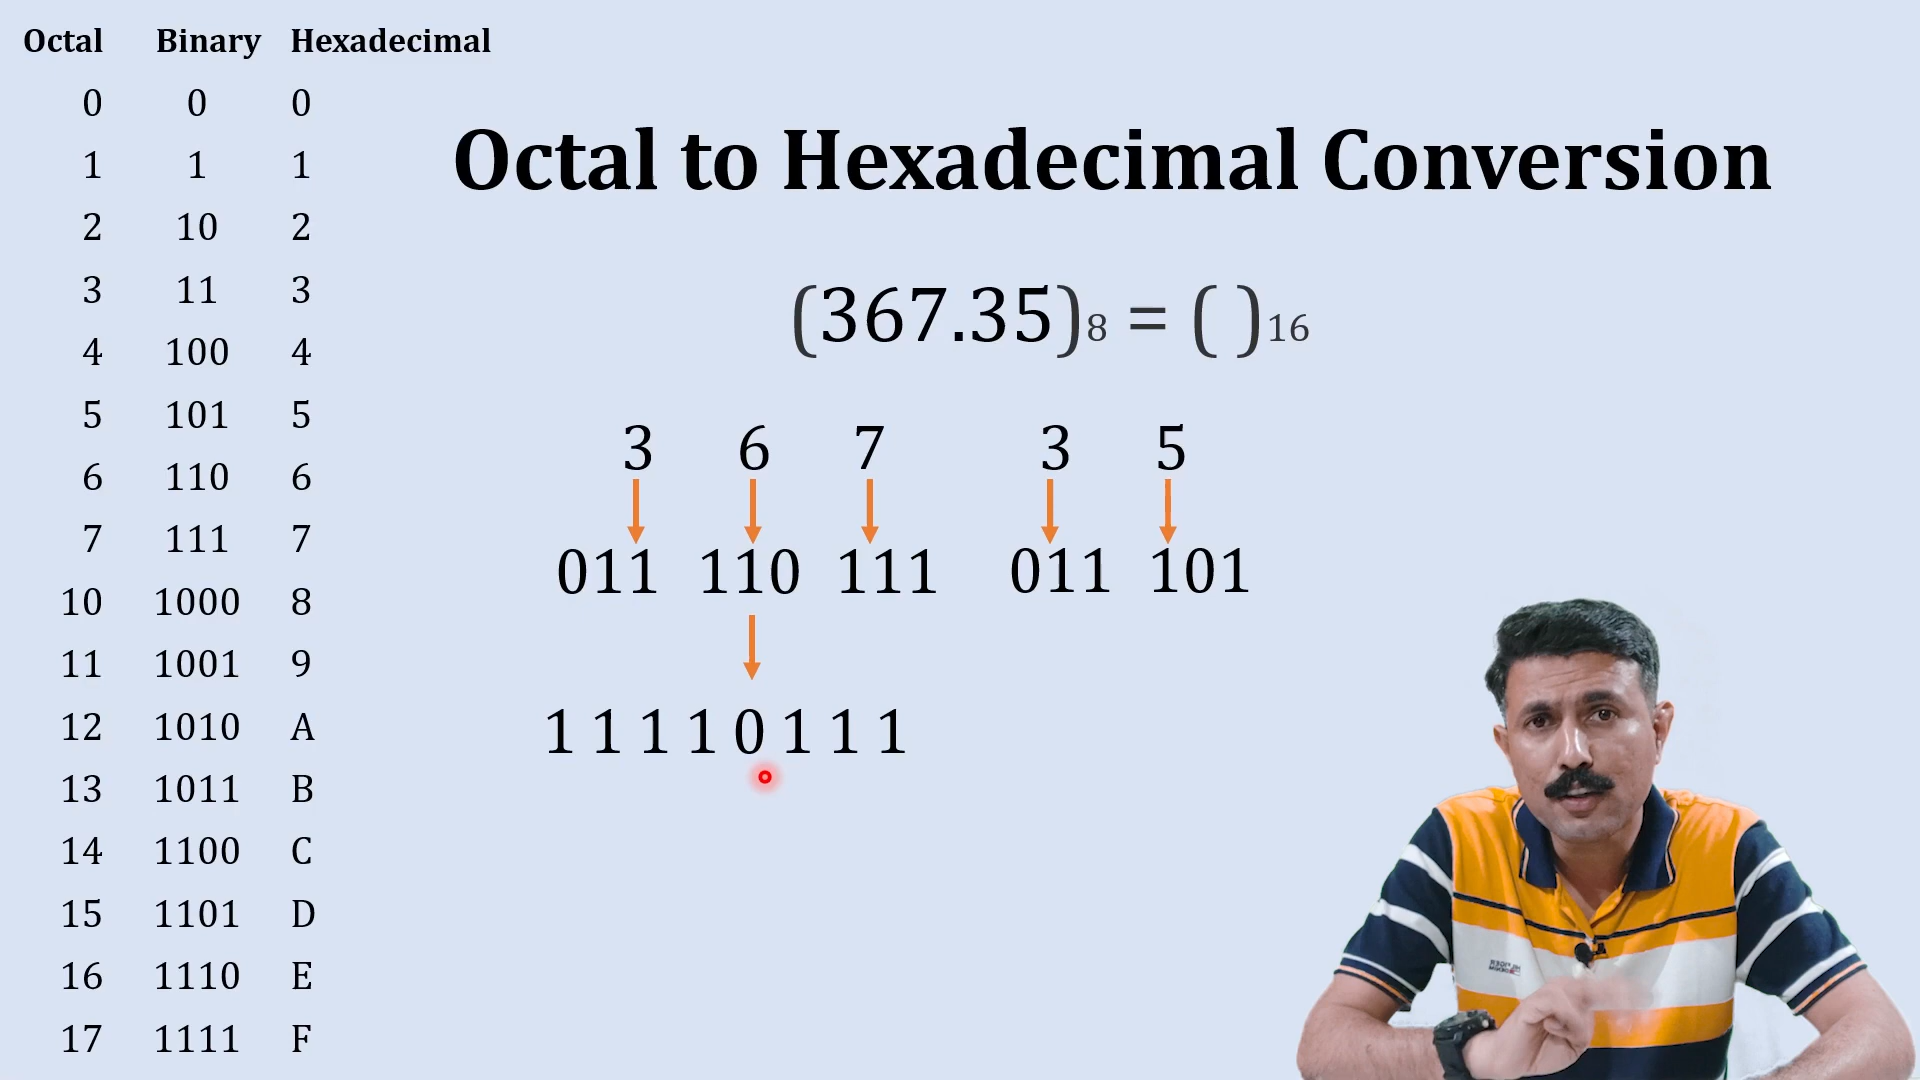 Octal Binary Hexadecimal
0 0 0
1 1 1
2 10 2
3 11 3
4 100 4
5 101 5
6 110 6
7 111 7
10 1000 8
11 1001 9
12 1010 A
13 1011 B
14 1100 C
15 1101 D
16 1110 E
17 1111 F
Octal to Hexadecimal Conversion
(367.35)8 = ( )16
3 6 7 3 5
011 110 111 011 101
1 1 1 1 0 1 1 1